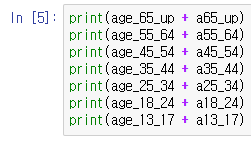 In [5]: print(age_65_up + a65_up)
print(age_55_64 + a55_64)
print(age_45_54 + a45_54)
print(age_35_44 + a35_44)
print(age_25_34 + a25_34)
print(age_18_24 + a18_24)
print(age_13_17 + a13_17)